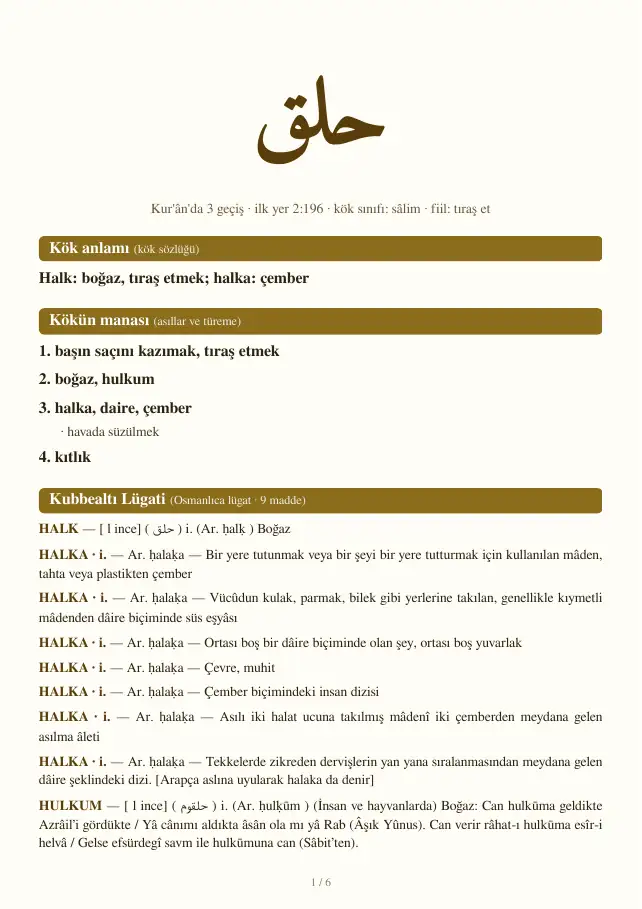 حلق
Kur'ân'da 3 geçiş · ilk yer 2:196 · kök sınıfı: sâlim · fiil: tıraş et
Kök anlamı (kök sözlüğü)
Halk: boğaz, tıraş etmek; halka: çember
Kökün manası (asıllar ve türeme)
1. başın saçını kazımak, tıraş etmek
2. boğaz, hulkum
3. halka, daire, çember
· havada süzülmek
4. kıtlık
Kubbealtı Lügati (Osmanlıca lügat · 9 madde)
HALK — [ l ince] ( حلق ) i. (Ar. ḥalḳ ) Boğaz
HALKA · i. — Ar. ḥalaḳa — Bir yere tutunmak veya bir şeyi bir yere tutturmak için kullanılan mâden,
tahta veya plastikten çember
HALKA · i. — Ar. ḥalaḳa — Vücûdun kulak, parmak, bilek gibi yerlerine takılan, genellikle kıymetli
mâdenden dâire biçiminde süs eşyâsı
HALKA · i. — Ar. ḥalaḳa — Ortası boş bir dâire biçiminde olan şey, ortası boş yuvarlak
HALKA · i. — Ar. ḥalaḳa — Çevre, muhit
HALKA · i. — Ar. ḥalaḳa — Çember biçimindeki insan dizisi
HALKA · i. — Ar. ḥalaḳa — Asılı iki halat ucuna takılmış mâdenî iki çemberden meydana gelen
asılma âleti
HALKA · i. — Ar. ḥalaḳa — Tekkelerde zikreden dervişlerin yan yana sıralanmasından meydana gelen
dâire şeklindeki dizi. [Arapça aslına uyularak halaka da denir]
HULKUM — [ l ince] ( حلقوم ) i. (Ar. ḥulḳūm ) (İnsan ve hayvanlarda) Boğaz: Can hulkūma geldikte
Azrâil'i gördükte / Yâ cânımı aldıkta âsân ola mı yâ Rab (Âşık Yûnus). Can verir râhat-ı hulkūma esîr-i
helvâ / Gelse efsürdegî savm ile hulkūmuna can (Sâbit'ten).
1 / 6